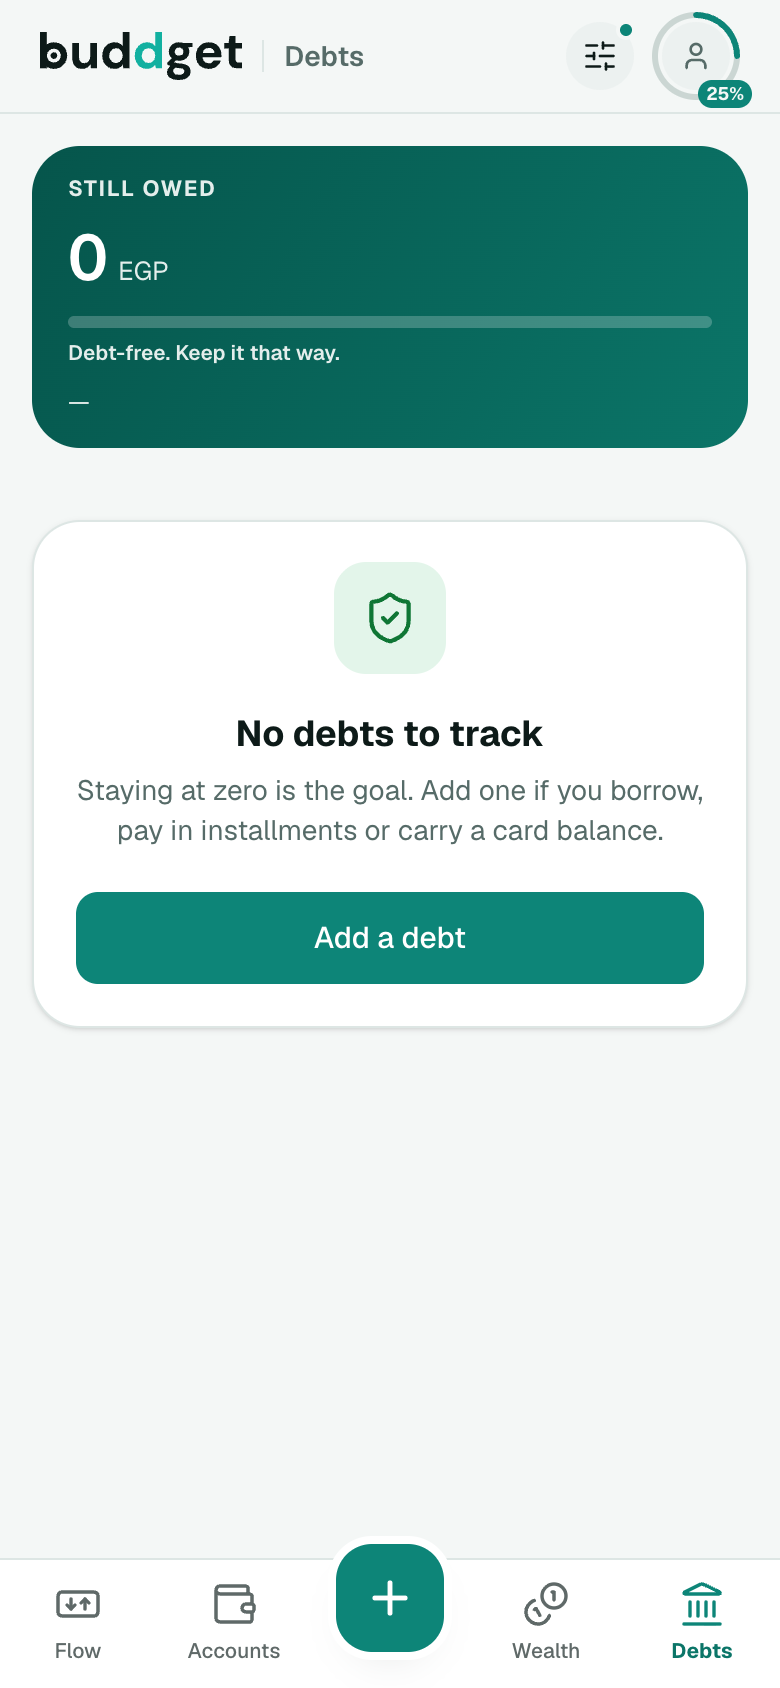 buddget
Debts
25%
STILL OWED
0 EGP
Debt-free. Keep it that way.
—
No debts to track
Staying at zero is the goal. Add one if you borrow,
pay in installments or carry a card balance.
Add a debt
Flow
Accounts
Wealth
Debts